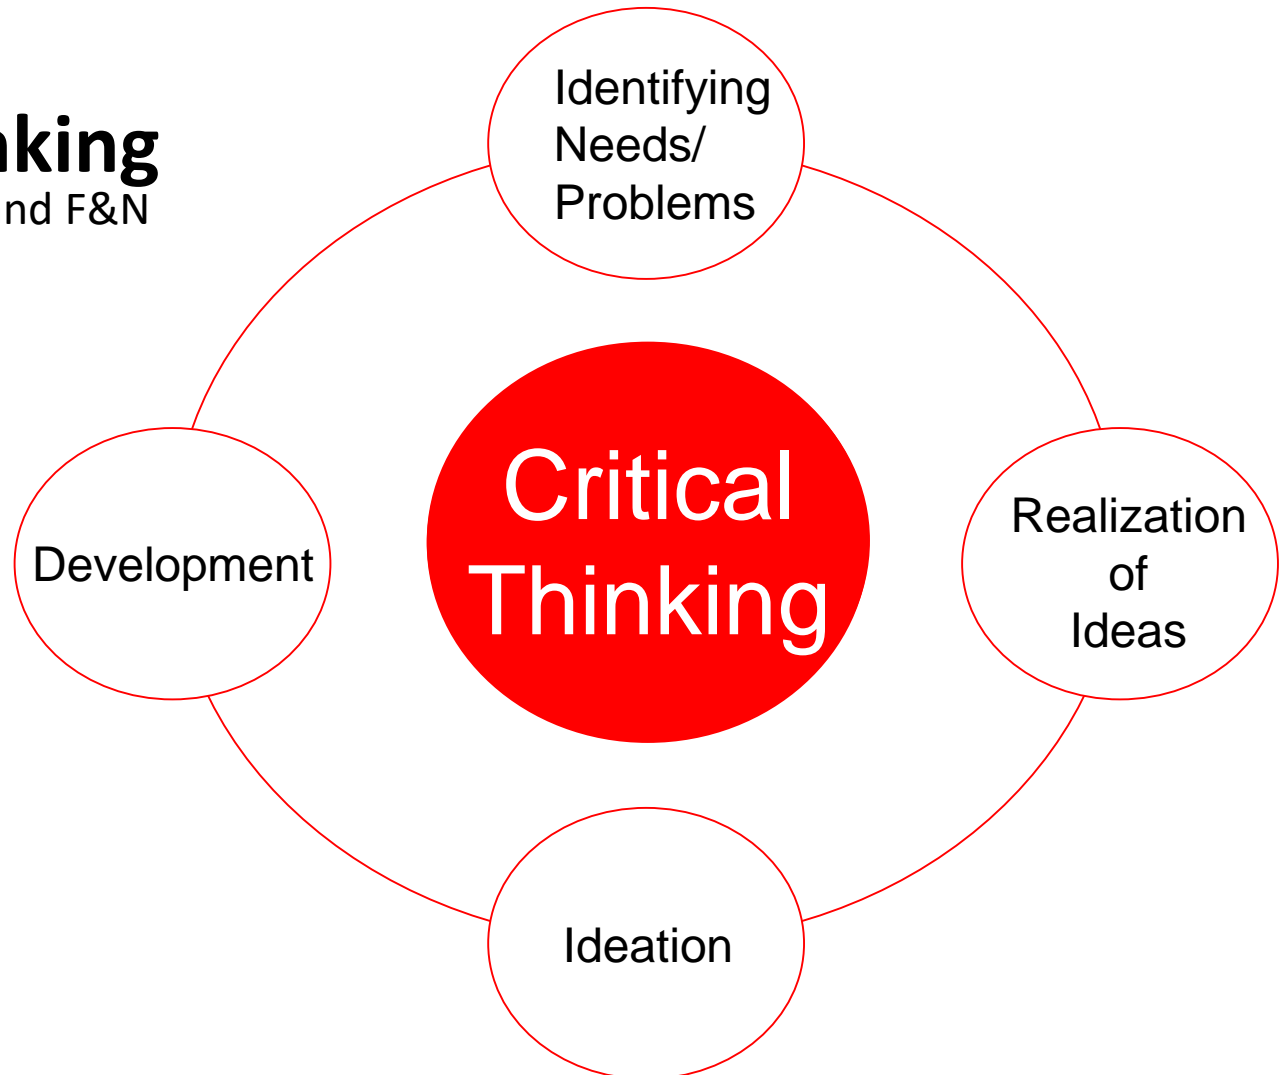 nking
nd F&N
Identifying
Needs/
Problems
Critical
Thinking
Development
Realization
of
Ideas
Ideation